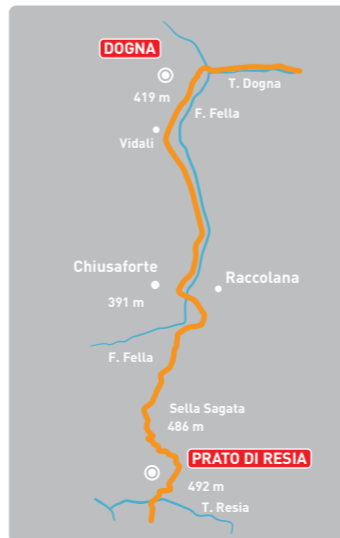 DOGNA
T. Dogna
419 m
F. Fella
Vidali
Chiusaforte
Raccolana
391 m
F. Fella
Sella Sagata
486 m
PRATO DI RESIA
492 m
T. Resia